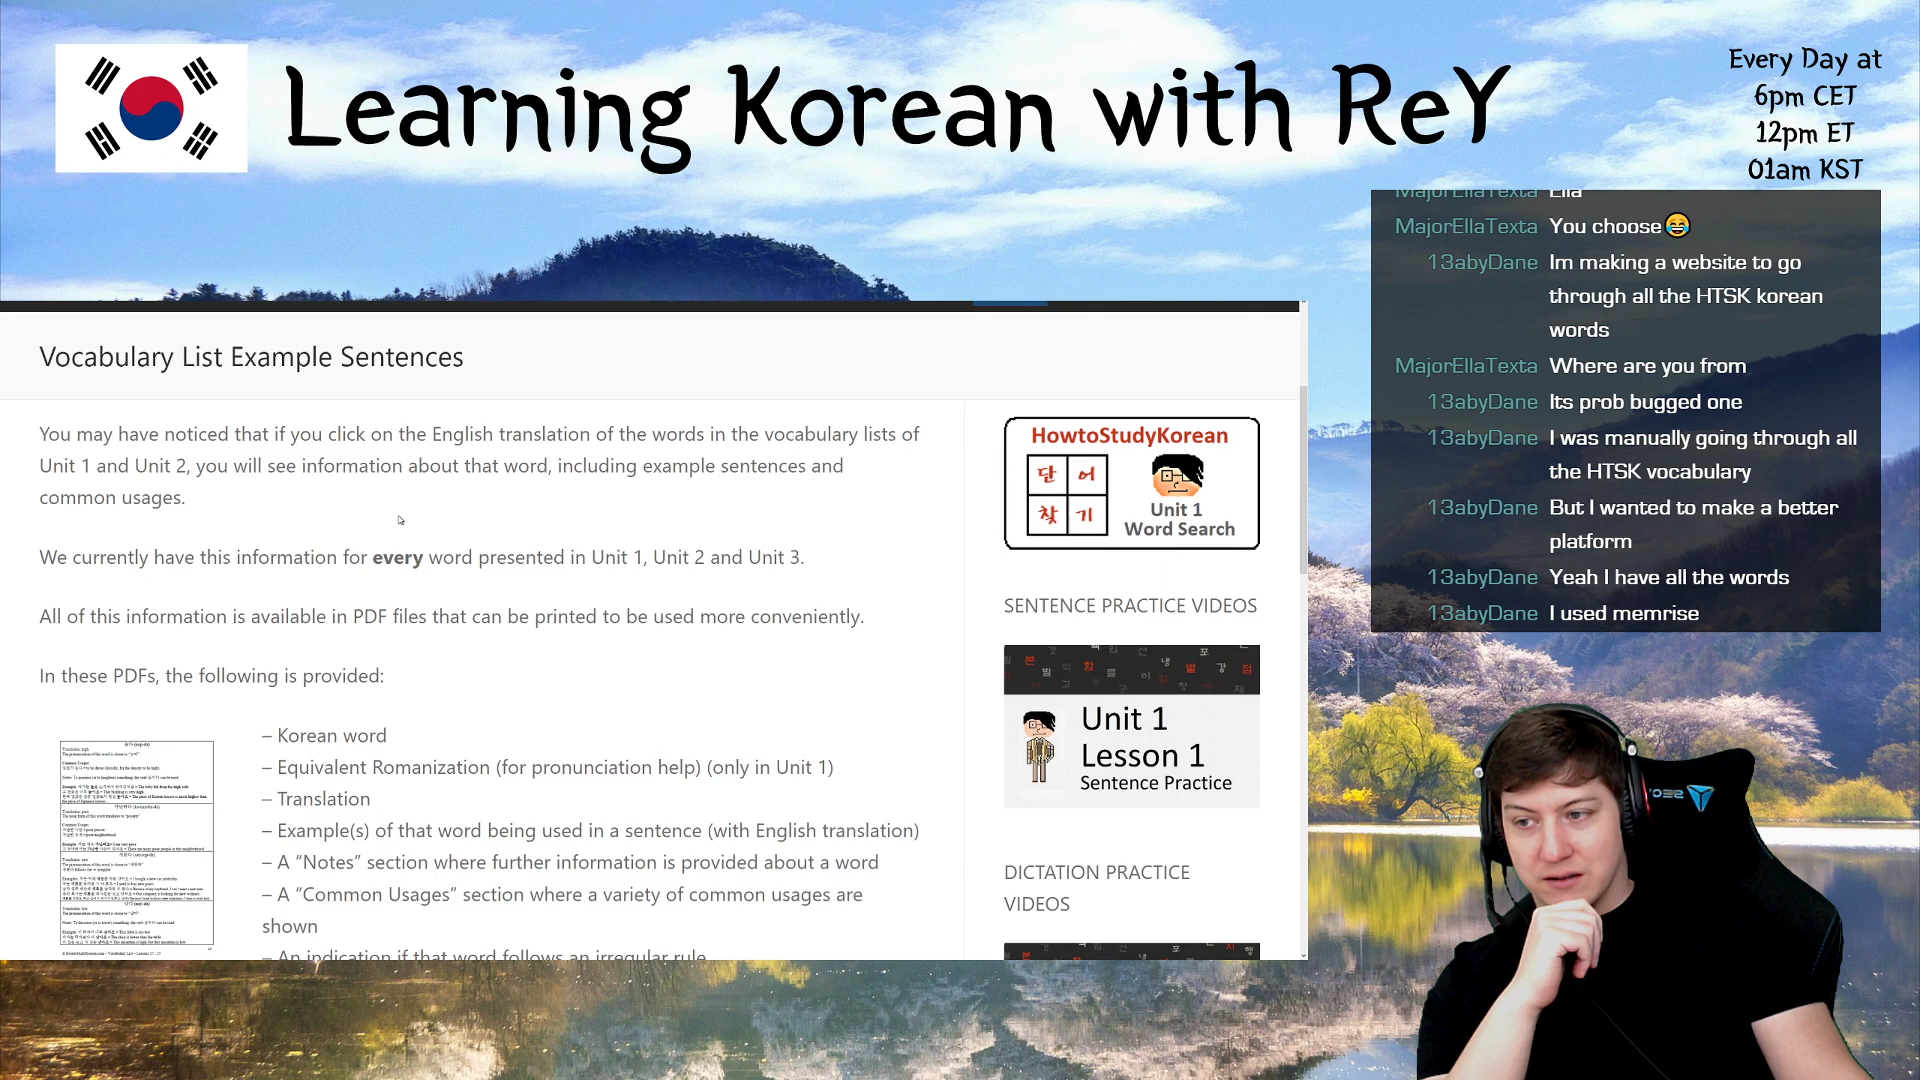 Learning Korean with ReY
Every Day at
6pm CET
12pm ET
01am KST
MajorEllaTexta Ella
MajorEllaTexta You choose😂
13abyDane Im making a website to go
through all the HTSK korean
words
MajorEllaTexta Where are you from
13abyDane Its prob bugged one
13abyDane I was manually going through all
the HTSK vocabulary
13abyDane But I wanted to make a better
platform
13abyDane Yeah I have all the words
13abyDane I used memrise
Vocabulary List Example Sentences
You may have noticed that if you click on the English translation of the words in the vocabulary lists of
Unit 1 and Unit 2, you will see information about that word, including example sentences and
common usages.
We currently have this information for every word presented in Unit 1, Unit 2 and Unit 3.
All of this information is available in PDF files that can be printed to be used more conveniently.
In these PDFs, the following is provided:
– Korean word
– Equivalent Romanization (for pronunciation help) (only in Unit 1)
– Translation
– Example(s) of that word being used in a sentence (with English translation)
– A “Notes” section where further information is provided about a word
– A “Common Usages” section where a variety of common usages are
shown
– An indication if that word follows an irregular rule
HowtoStudyKorean
단어
찾기
Unit 1
Word Search
SENTENCE PRACTICE VIDEOS
Unit 1
Lesson 1
Sentence Practice
DICTATION PRACTICE
VIDEOS